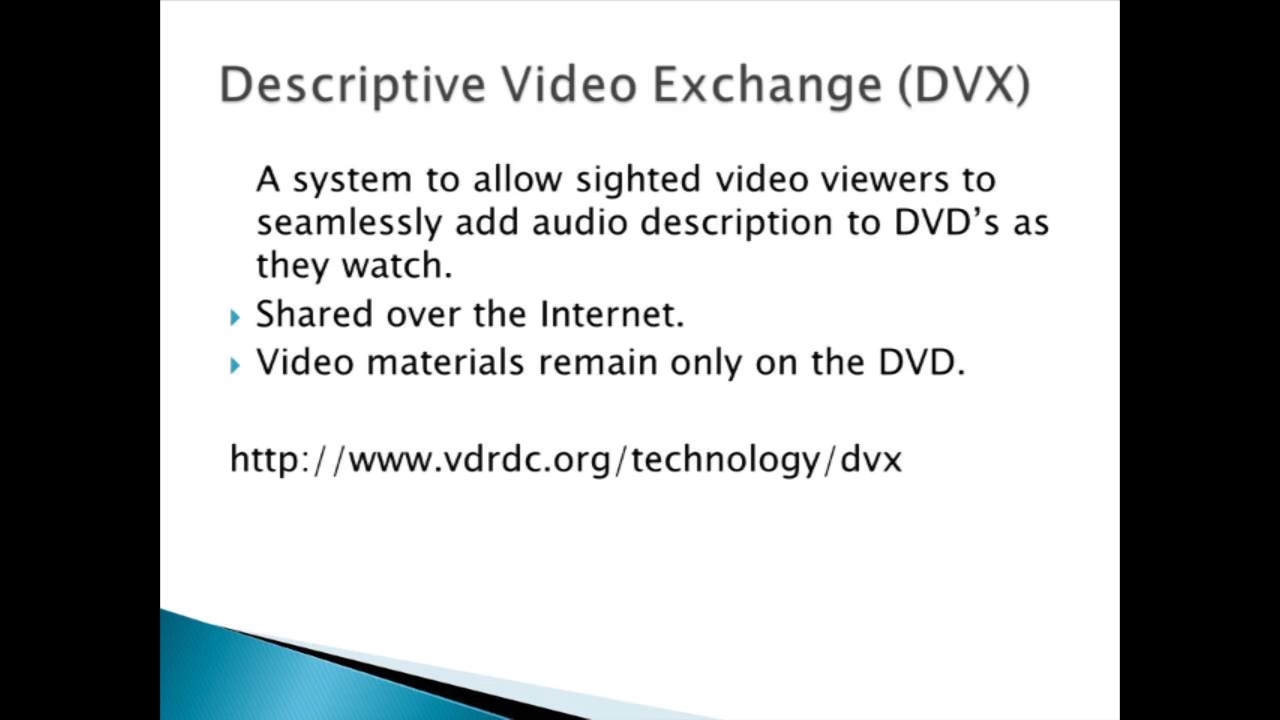 Descriptive Video Exchange (DVX)
A system to allow sighted video viewers to
seamlessly add audio description to DVD’s as
they watch.
Shared over the Internet.
Video materials remain only on the DVD.
http://www.vdrdc.org/technology/dvx